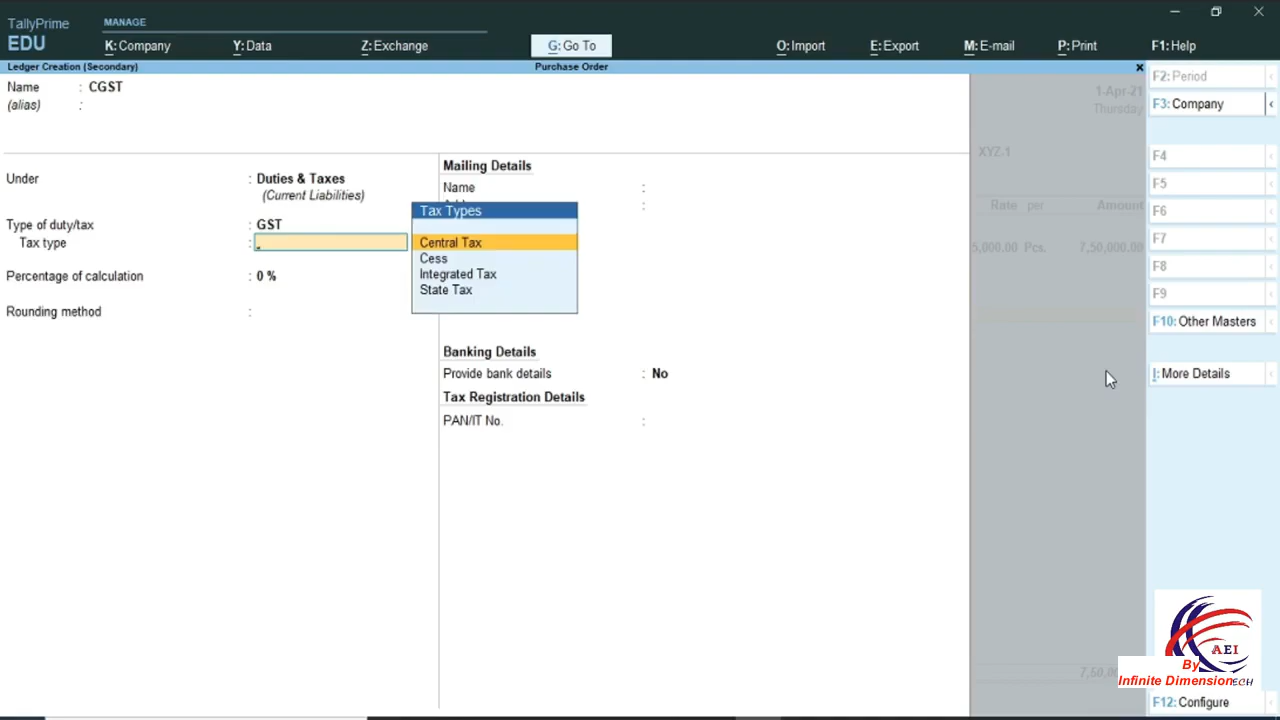 TallyPrime
EDU
MANAGE
K: Company
Y: Data
Z: Exchange
G: Go To
O: Import
E: Export
M: E-mail
P: Print
F1: Help
Ledger Creation (Secondary)
Purchase Order
×
Name : CGST
(alias) :
1-Apr-21
Thursday
XYZ.1
Rate per Amount
5,000.00 Pcs. 7,50,000.00
Under : Duties & Taxes
(Current Liabilities)
Type of duty/tax : GST
Tax type :
Percentage of calculation : 0 %
Rounding method :
Mailing Details
Name :
:
Tax Types
Central Tax
Cess
Integrated Tax
State Tax
Banking Details
Provide bank details : No
Tax Registration Details
PAN/IT No. :
F2: Period
F3: Company
F4
F5
F6
F7
F8
F9
F10: Other Masters
I: More Details
F12: Configure
AEI
By
Infinite Dimension
ECH